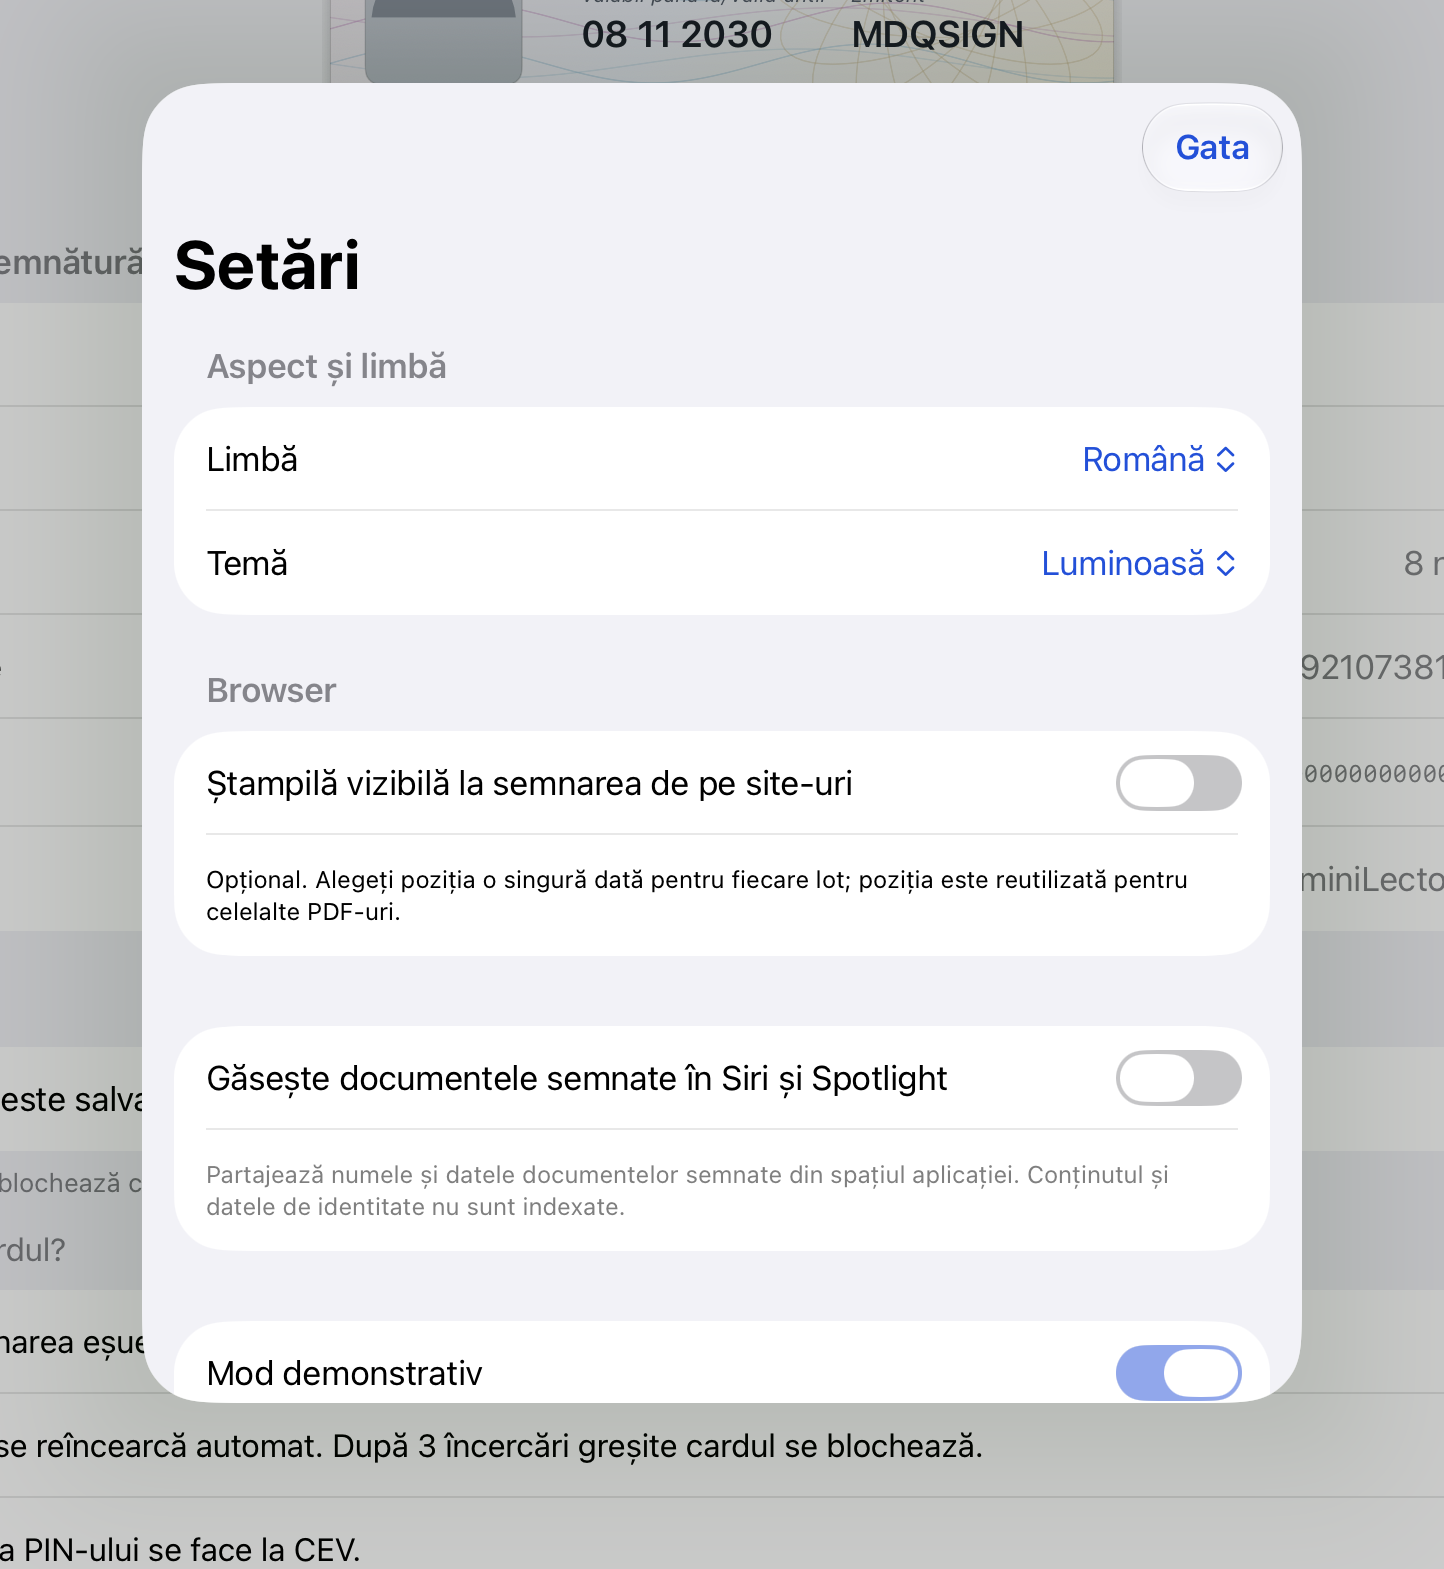 08 11 2030 MDQSIGN
Gata
Setări
emnătură
Aspect și limbă
Limbă Română
Temă Luminoasă
8
Browser
9210738
Ștampilă vizibilă la semnarea de pe site-uri
0000000000
Opțional. Alegeți poziția o singură dată pentru fiecare lot; poziția este reutilizată pentru
celelalte PDF-uri.
miniLecto
Găsește documentele semnate în Siri și Spotlight
este salva
Partajează numele și datele documentelor semnate din spațiul aplicației. Conținutul și
datele de identitate nu sunt indexate.
blochează c
rdul?
narea eșue
Mod demonstrativ
se reîncearcă automat. După 3 încercări greșite cardul se blochează.
a PIN-ului se face la CEV.